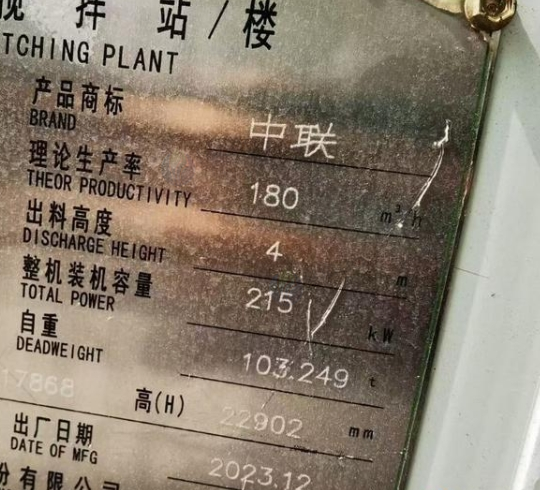 搅拌站/楼
TCHING PLANT
产品商标 中联
BRAND
理论生产率 180 m³/h
THEOR PRODUCTIVITY
出料高度 4 m
DISCHARGE HEIGHT
整机装机容量 215 kW
TOTAL POWER
自重 103.249 t
DEADWEIGHT
17868 高(H) 22902 mm
出厂日期 2023.12
DATE OF MFG
份有限公司